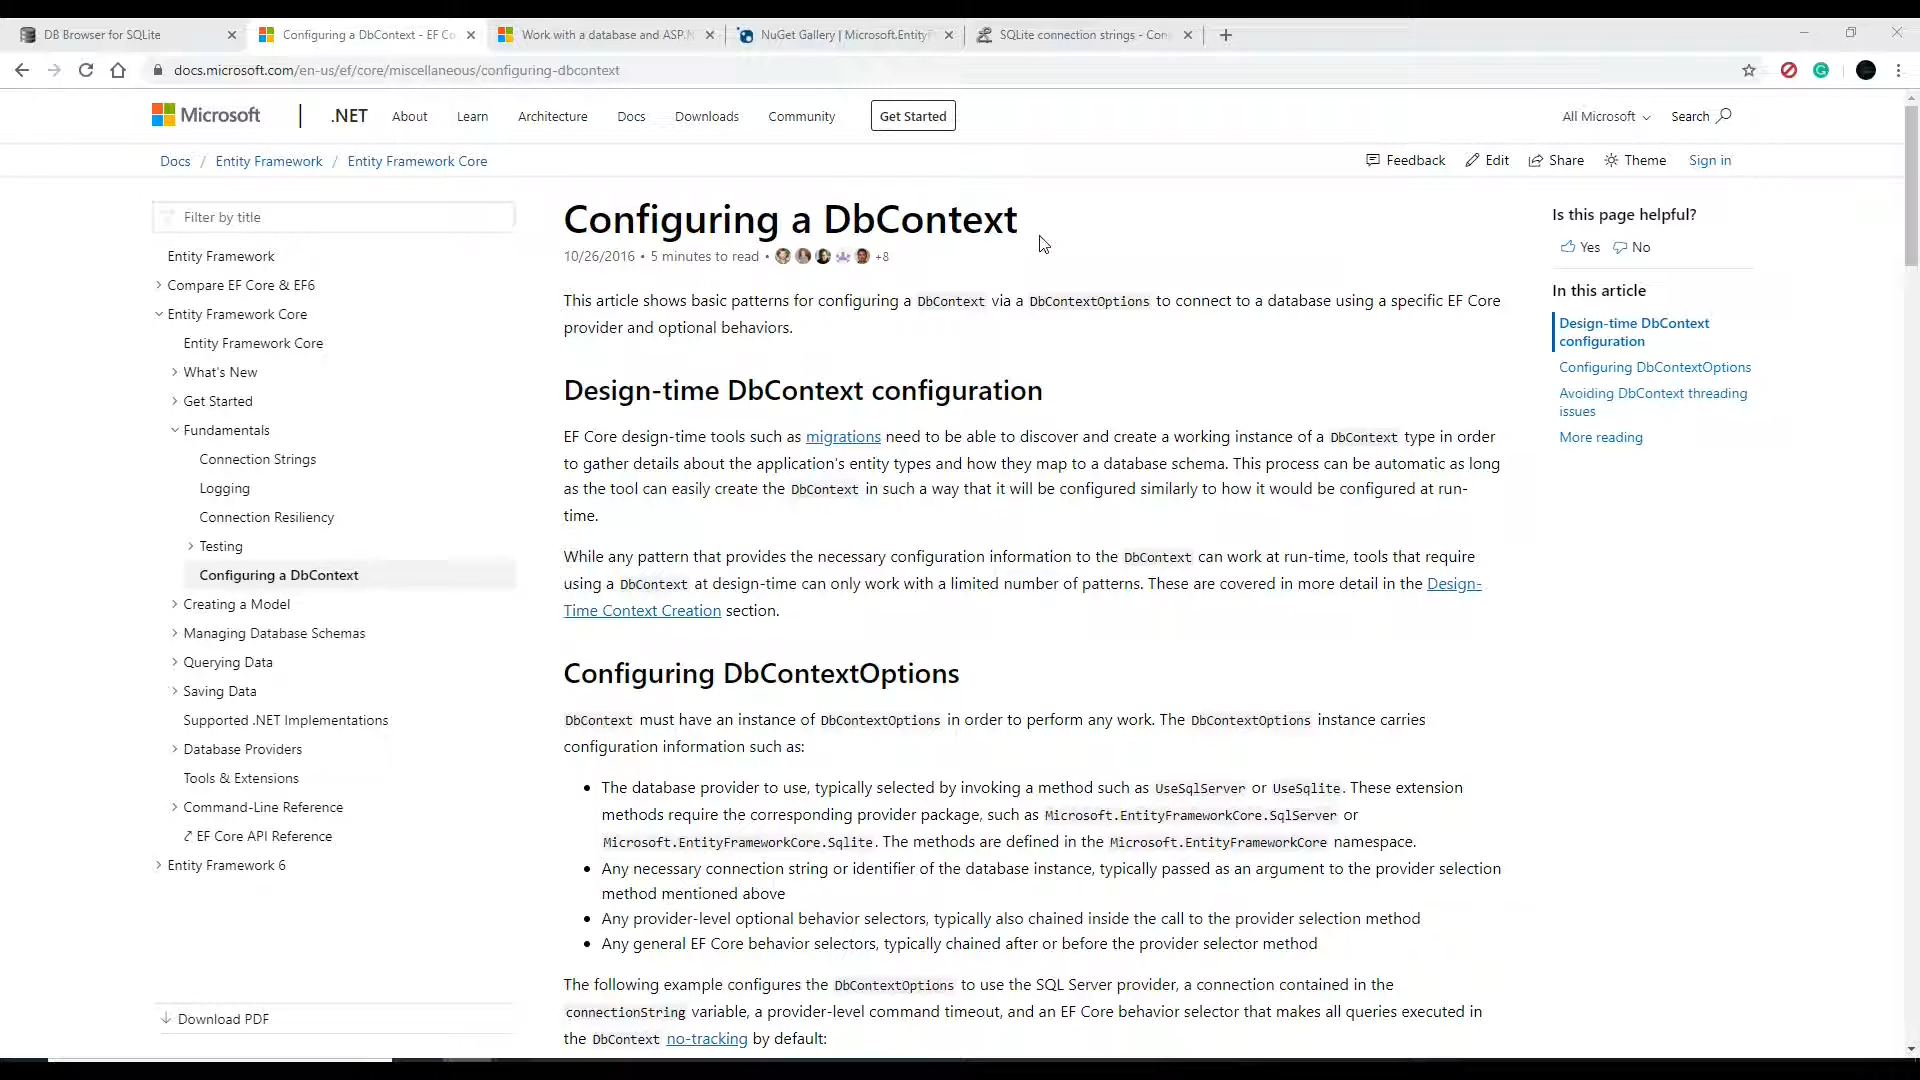 DB Browser for SQLite
Configuring a DbContext - EF Co
Work with a database and ASP.N
NuGet Gallery | Microsoft.EntityF
SQLite connection strings - Con
docs.microsoft.com/en-us/ef/core/miscellaneous/configuring-dbcontext
Microsoft
.NET
About
Learn
Architecture
Docs
Downloads
Community
Get Started
All Microsoft
Search
Docs / Entity Framework / Entity Framework Core
Feedback
Edit
Share
Theme
Sign in
Filter by title
Entity Framework
Compare EF Core & EF6
Entity Framework Core
Entity Framework Core
What's New
Get Started
Fundamentals
Connection Strings
Logging
Connection Resiliency
Testing
Configuring a DbContext
Creating a Model
Managing Database Schemas
Querying Data
Saving Data
Supported .NET Implementations
Database Providers
Tools & Extensions
Command-Line Reference
EF Core API Reference
Entity Framework 6
Download PDF
Configuring a DbContext
10/26/2016 • 5 minutes to read • +8
This article shows basic patterns for configuring a DbContext via a DbContextOptions to connect to a database using a specific EF Core
provider and optional behaviors.
Design-time DbContext configuration
EF Core design-time tools such as migrations need to be able to discover and create a working instance of a DbContext type in order
to gather details about the application's entity types and how they map to a database schema. This process can be automatic as long
as the tool can easily create the DbContext in such a way that it will be configured similarly to how it would be configured at run-
time.
While any pattern that provides the necessary configuration information to the DbContext can work at run-time, tools that require
using a DbContext at design-time can only work with a limited number of patterns. These are covered in more detail in the Design-
Time Context Creation section.
Configuring DbContextOptions
DbContext must have an instance of DbContextOptions in order to perform any work. The DbContextOptions instance carries
configuration information such as:
• The database provider to use, typically selected by invoking a method such as UseSqlServer or UseSqlite. These extension
methods require the corresponding provider package, such as Microsoft.EntityFrameworkCore.SqlServer or
Microsoft.EntityFrameworkCore.Sqlite. The methods are defined in the Microsoft.EntityFrameworkCore namespace.
• Any necessary connection string or identifier of the database instance, typically passed as an argument to the provider selection
method mentioned above
• Any provider-level optional behavior selectors, typically also chained inside the call to the provider selection method
• Any general EF Core behavior selectors, typically chained after or before the provider selector method
The following example configures the DbContextOptions to use the SQL Server provider, a connection contained in the
connectionString variable, a provider-level command timeout, and an EF Core behavior selector that makes all queries executed in
the DbContext no-tracking by default:
Is this page helpful?
Yes
No
In this article
Design-time DbContext
configuration
Configuring DbContextOptions
Avoiding DbContext threading
issues
More reading